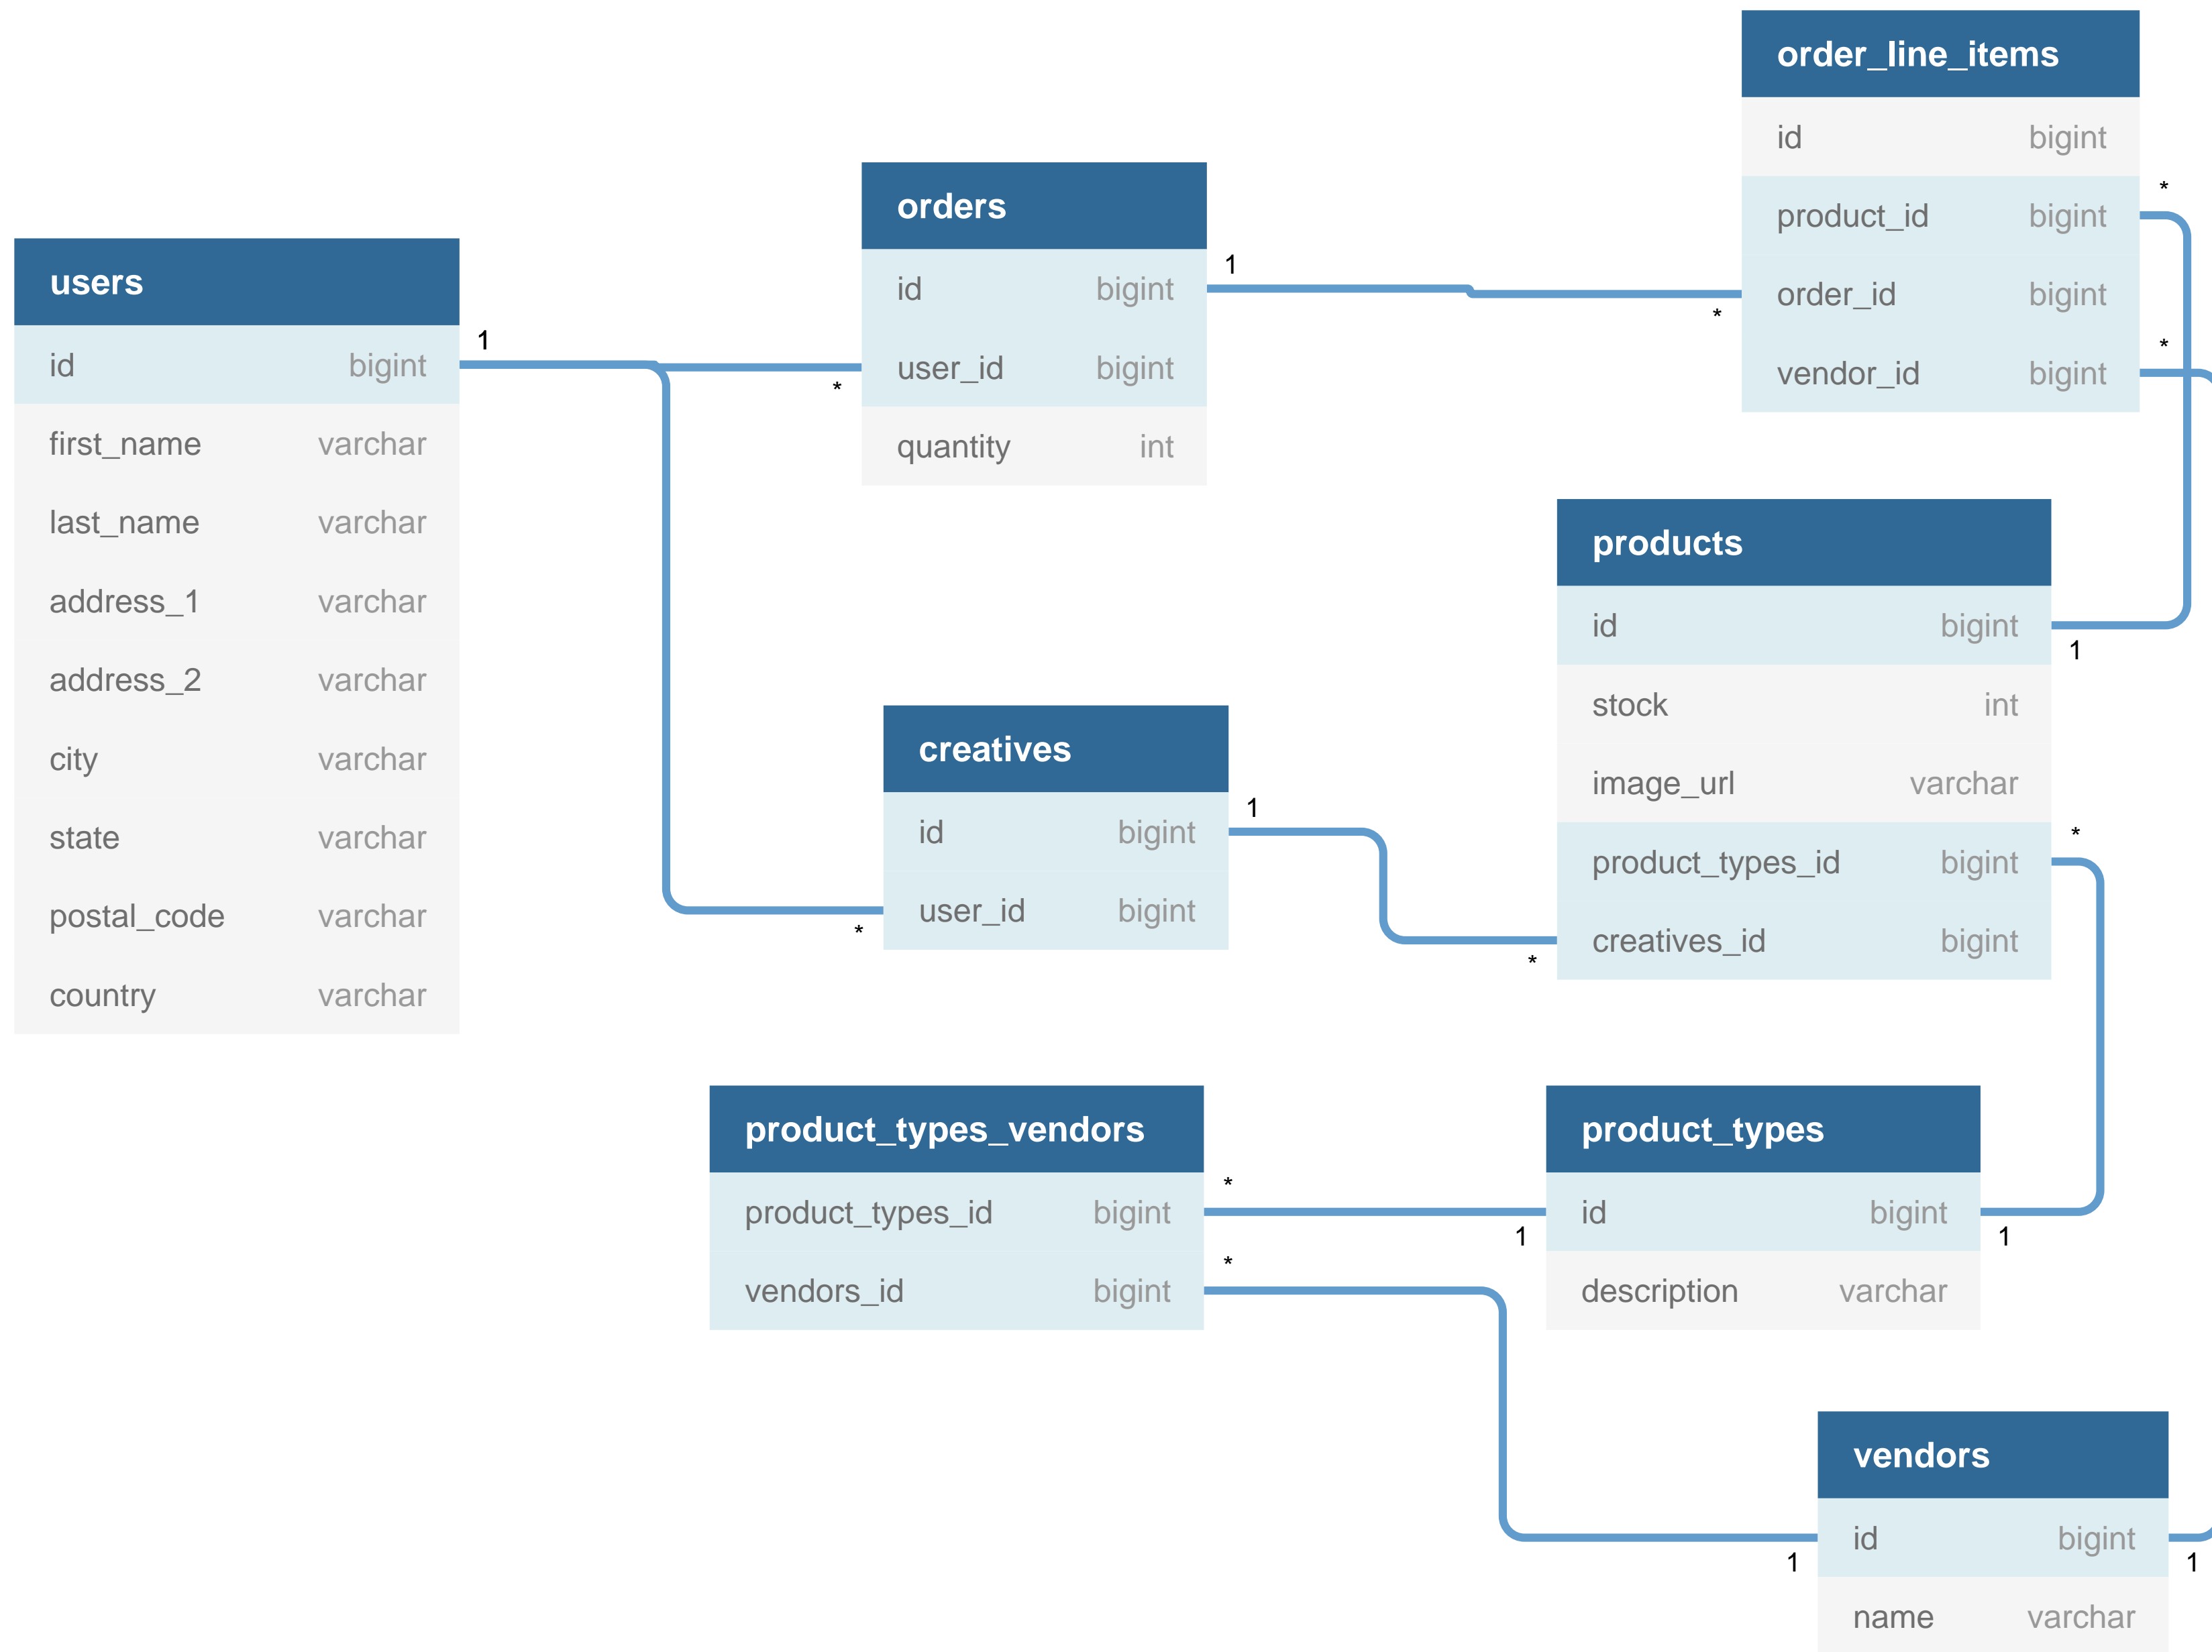 order_line_items
id bigint
*
product_id bigint
order_id bigint
*
*
vendor_id bigint
orders
1
id bigint
user_id bigint
*
quantity int
users
1
id bigint
first_name varchar
last_name varchar
address_1 varchar
address_2 varchar
city varchar
state varchar
postal_code varchar
country varchar
products
id bigint
1
stock int
image_url varchar
*
product_types_id bigint
creatives_id bigint
*
creatives
1
id bigint
user_id bigint
*
product_types_vendors
*
product_types_id bigint
*
vendors_id bigint
product_types
id bigint
1
1
description varchar
vendors
id bigint
1
1
name varchar